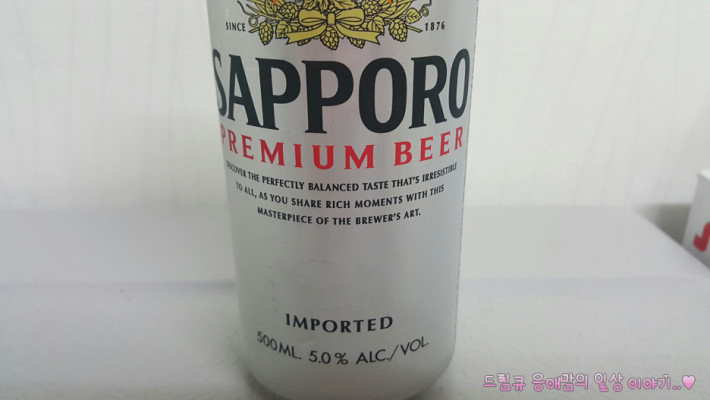 SINCE 1876
SAPPORO
PREMIUM BEER
DISCOVER THE PERFECTLY BALANCED TASTE THAT'S IRRESISTIBLE
TO ALL, AS YOU SHARE RICH MOMENTS WITH THIS
MASTERPIECE OF THE BREWER'S ART.
IMPORTED
500ML. 5.0% ALC./VOL.
드림큐 응애맘의 일상 이야기..♥